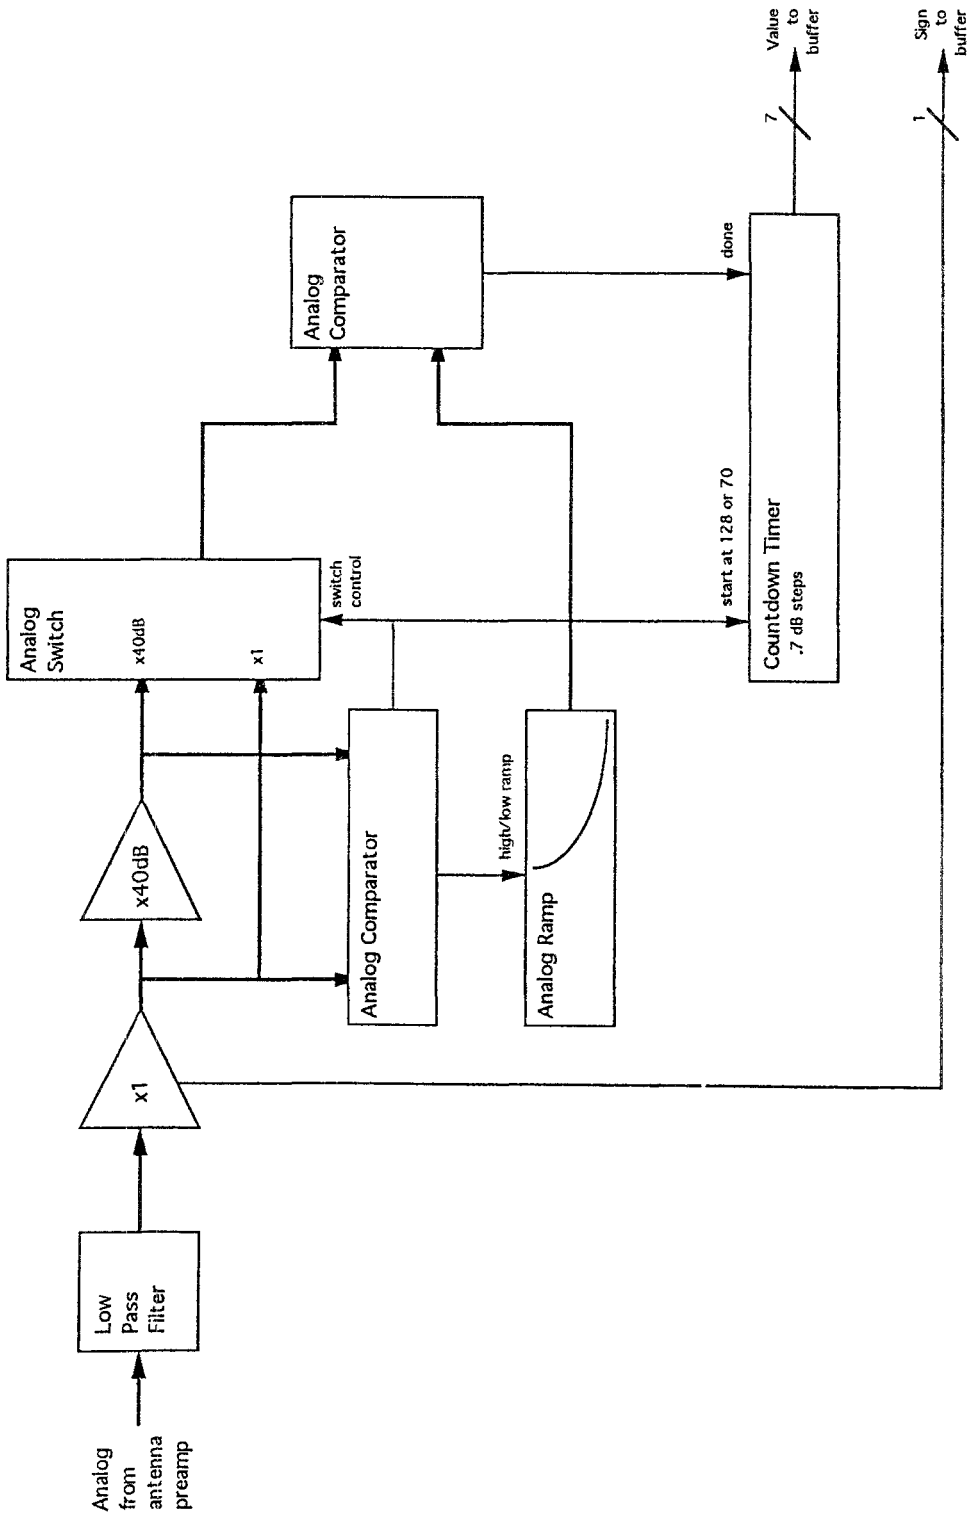 Analog
from
antenna
preamp
Low
Pass
Filter
x1
x40dB
Analog
Switch
x40dB
x1
switch
control
Analog Comparator
high/low ramp
Analog Ramp
Analog
Comparator
start at 128 or 70
done
Countdown Timer
.7 dB steps
7
Value
to
buffer
1
Sign
to
buffer